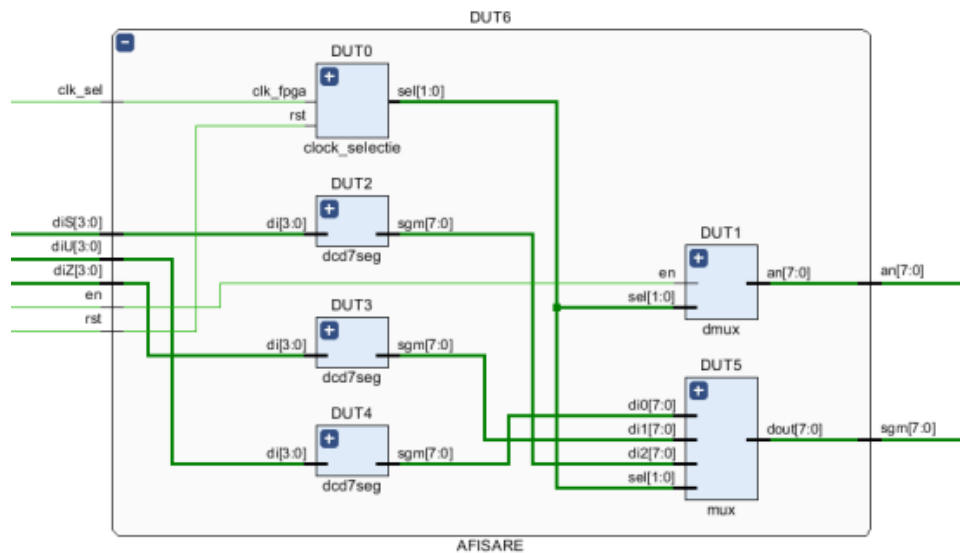 DUT6
DUT0
clk_sel
clk_fpga
sel[1:0]
rst
clock_selectie
DUT2
diS[3:0]
di[3:0]
sgm[7:0]
diU[3:0]
dcd7seg
diZ[3:0]
en
rst
DUT3
di[3:0]
sgm[7:0]
dcd7seg
DUT4
di[3:0]
sgm[7:0]
dcd7seg
DUT1
en
an[7:0]
an[7:0]
sel[1:0]
dmux
DUT5
di0[7:0]
di1[7:0]
dout[7:0]
sgm[7:0]
di2[7:0]
sel[1:0]
mux
AFISARE